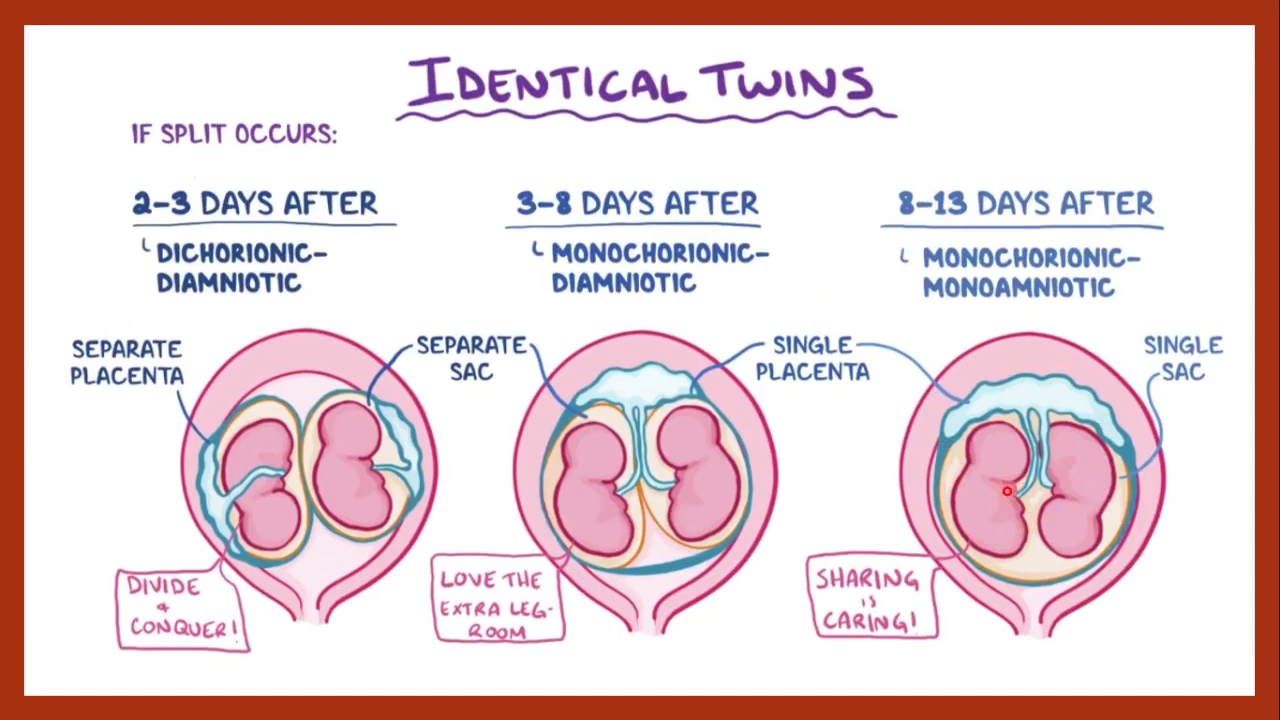 IDENTICAL TWINS
IF SPLIT OCCURS:
2-3 DAYS AFTER
DICHORIONIC-
DIAMNIOTIC
3-8 DAYS AFTER
MONOCHORIONIC-
DIAMNIOTIC
8-13 DAYS AFTER
MONOCHORIONIC-
MONOAMNIOTIC
SEPARATE
PLACENTA
SEPARATE
SAC
SINGLE
PLACENTA
SINGLE
SAC
DIVIDE
&
CONQUER!
LOVE THE
EXTRA LEG-
ROOM
SHARING
IS
CARING!